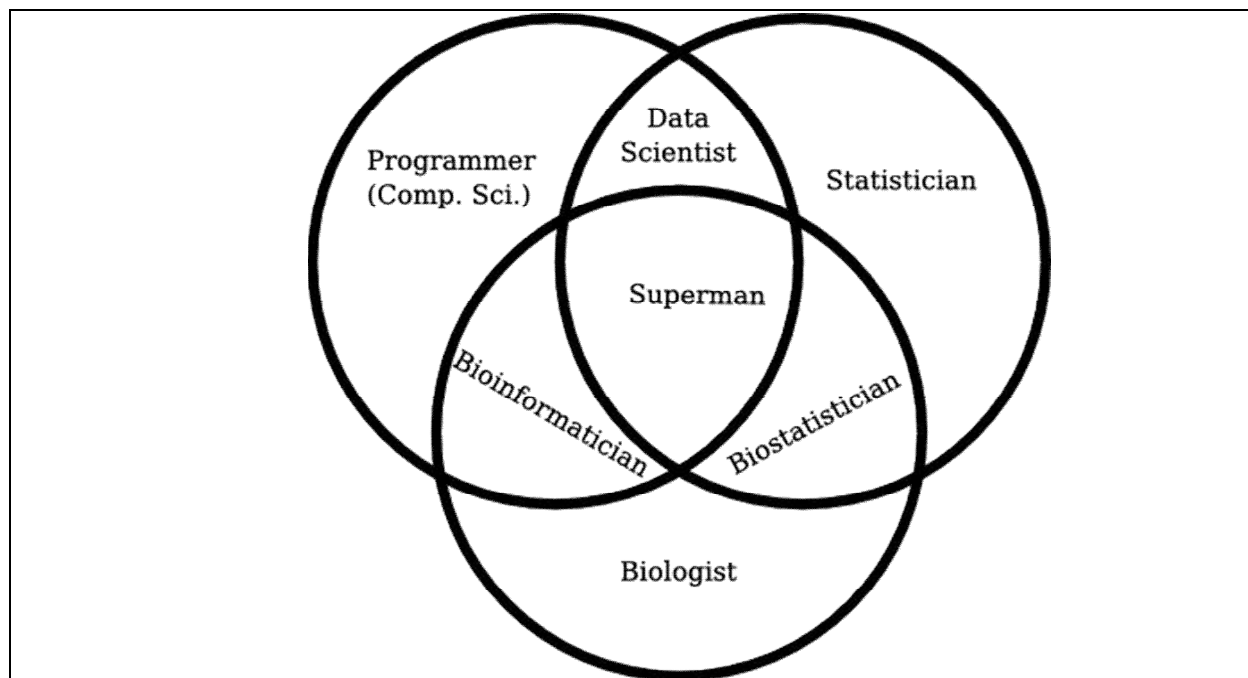 Data
Scientist
Programmer
(Comp. Sci.)
Statistician
Superman
Bioinformatician
Biostatistician
Biologist